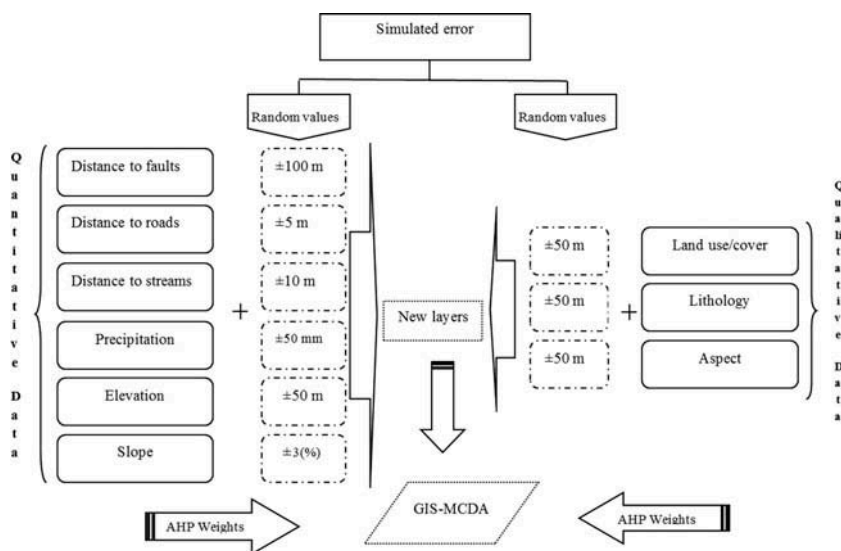 Simulated error
Random values
Random values
Quantitative Data
Distance to faults
±100 m
Distance to roads
±5 m
Distance to streams
+
±10 m
Precipitation
±50 mm
Elevation
±50 m
Slope
±3(%)
New layers
±50 m
Land use/cover
±50 m
+
Lithology
±50 m
Aspect
Qualitative Data
AHP Weights
GIS-MCDA
AHP Weights